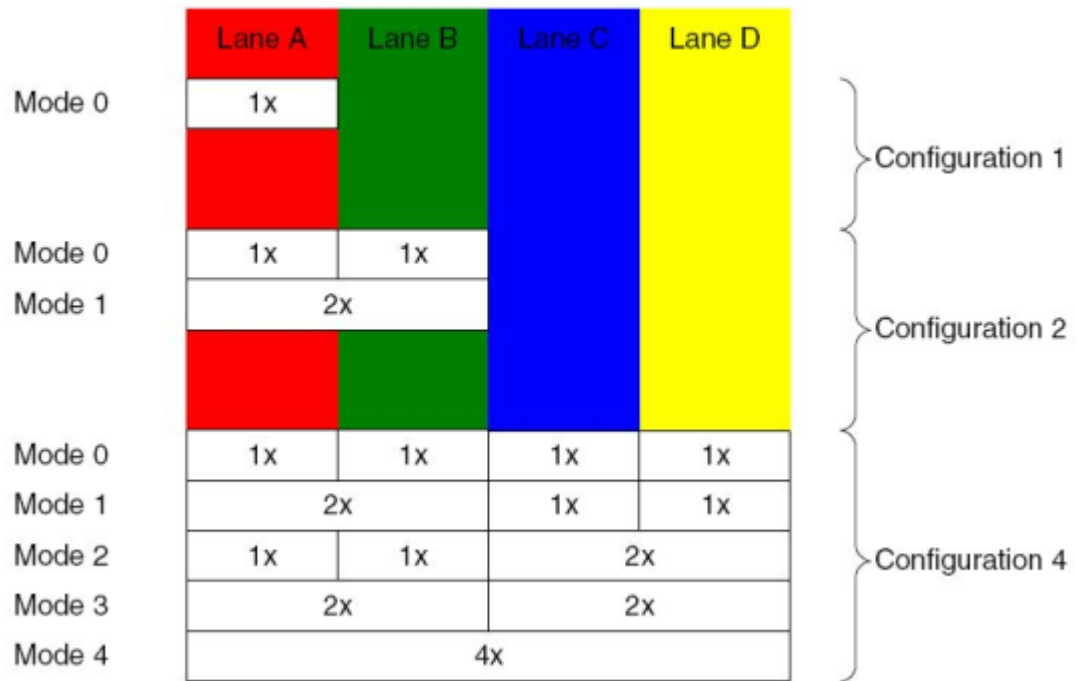 Lane A Lane B Lane C Lane D
Mode 0 1x
Configuration 1
Mode 0 1x 1x
Mode 1 2x
Configuration 2
Mode 0 1x 1x 1x 1x
Mode 1 2x 1x 1x
Mode 2 1x 1x 2x Configuration 4
Mode 3 2x 2x
Mode 4 4x